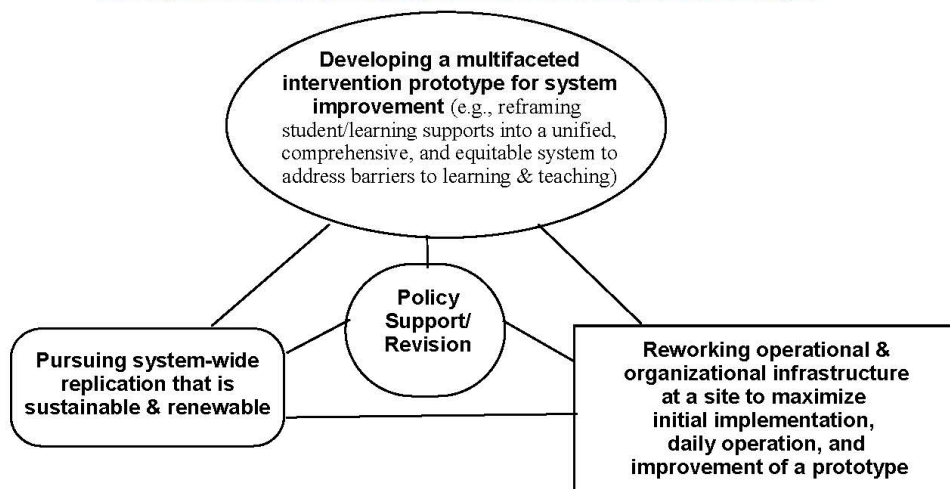 Developing a multifaceted
intervention prototype for system
improvement (e.g., reframing
student/learning supports into a unified,
comprehensive, and equitable system to
address barriers to learning & teaching)
Policy
Support/
Revision
Pursuing system-wide
replication that is
sustainable & renewable
Reworking operational &
organizational infrastructure
at a site to maximize
initial implementation,
daily operation, and
improvement of a prototype